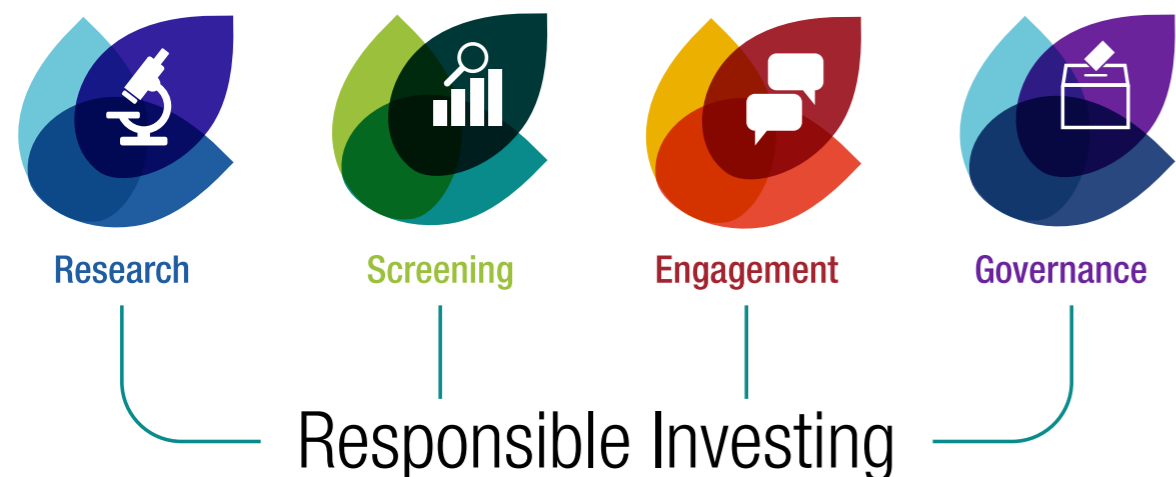 Research
Screening
Engagement
Governance
Responsible Investing